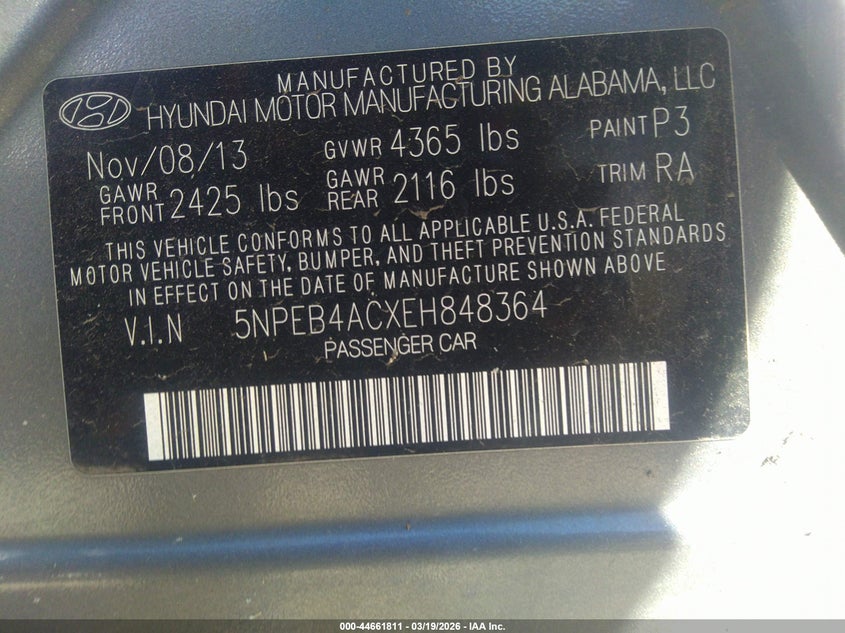 MANUFACTURED BY
HYUNDAI MOTOR MANUFACTURING ALABAMA, LLC
Nov/08/13 GVWR 4365 lbs PAINT P3
GAWR FRONT 2425 lbs GAWR REAR 2116 lbs TRIM RA
THIS VEHICLE CONFORMS TO ALL APPLICABLE U.S.A. FEDERAL
MOTOR VEHICLE SAFETY, BUMPER, AND THEFT PREVENTION STANDARDS
IN EFFECT ON THE DATE OF MANUFACTURE SHOWN ABOVE
V.I.N 5NPEB4ACXEH848364
PASSENGER CAR
000-44661811 - 03/19/2026 - IAA Inc.